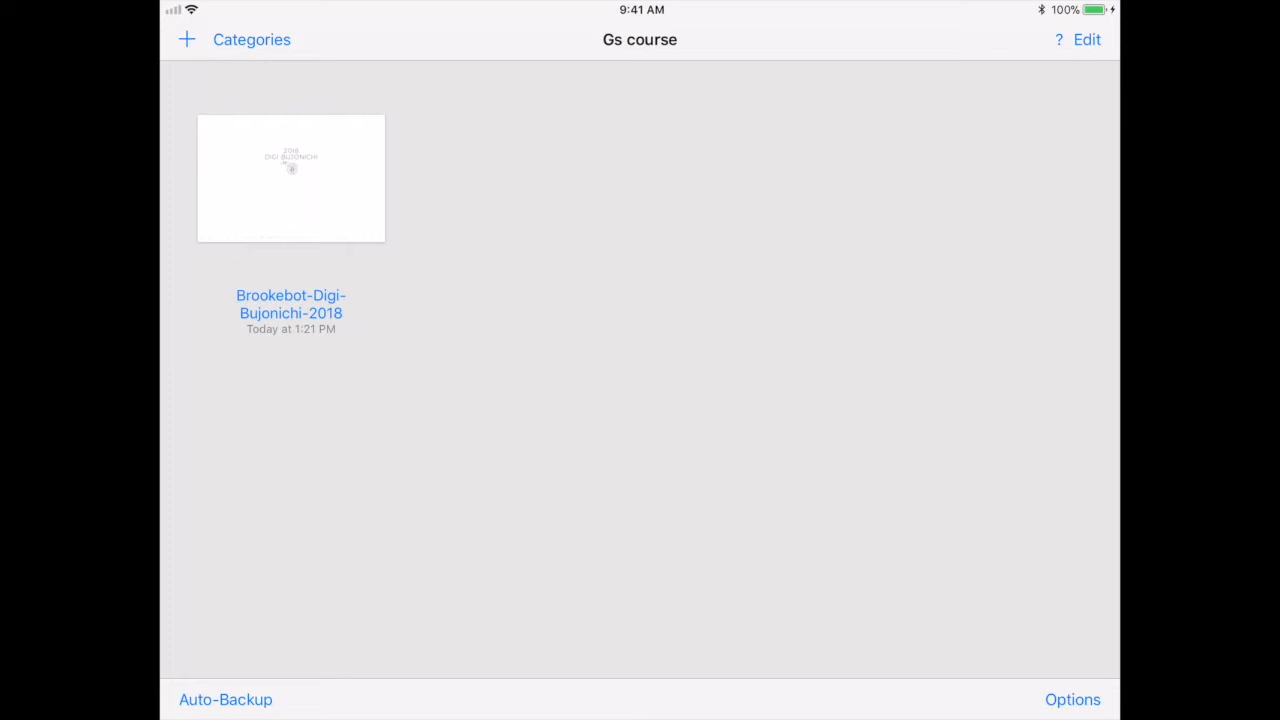 9:41 AM
100%
Categories
Gs course
? Edit
2018
DIGI BUJONICHI
Brookebot-Digi-
Bujonichi-2018
Today at 1:21 PM
Auto-Backup
Options